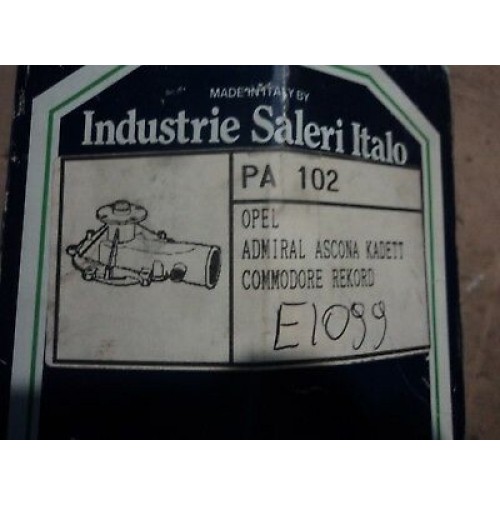 MADE IN ITALY BY
Industrie Saleri Italo
PA 102
OPEL
ADMIRAL ASCONA KADETT
COMMODORE REKORD
E1099